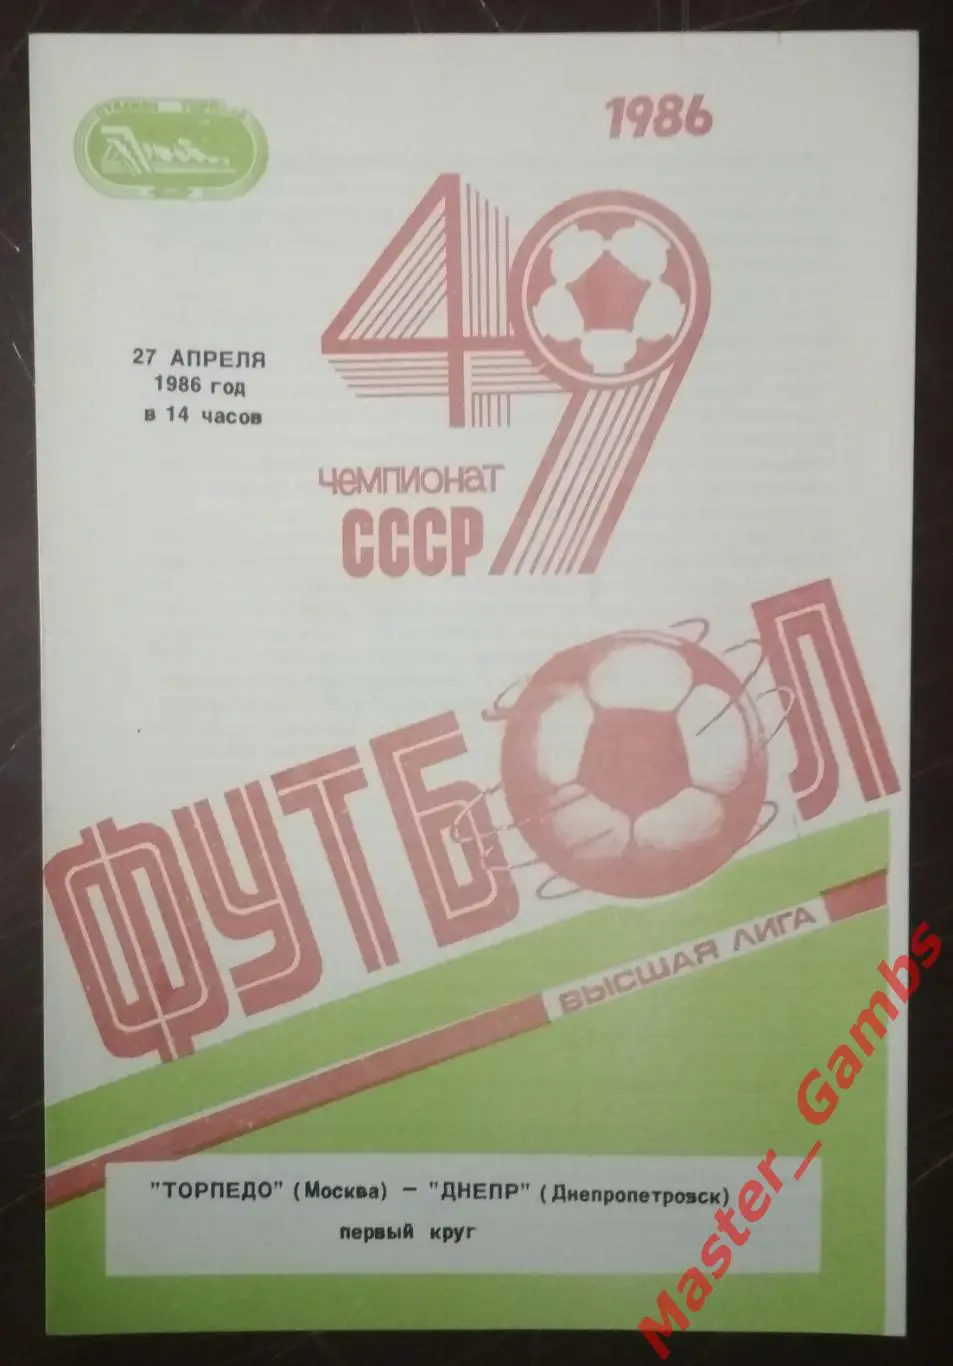 1986
49
27 АПРЕЛЯ
1986 год
в 14 часов
чемпионат
СССР
ФУТБОЛ
ВЫСШАЯ ЛИГА
"ТОРПЕДО" (Москва) — "ДНЕПР" (Днепропетровск)
первый круг
Master_Gambs